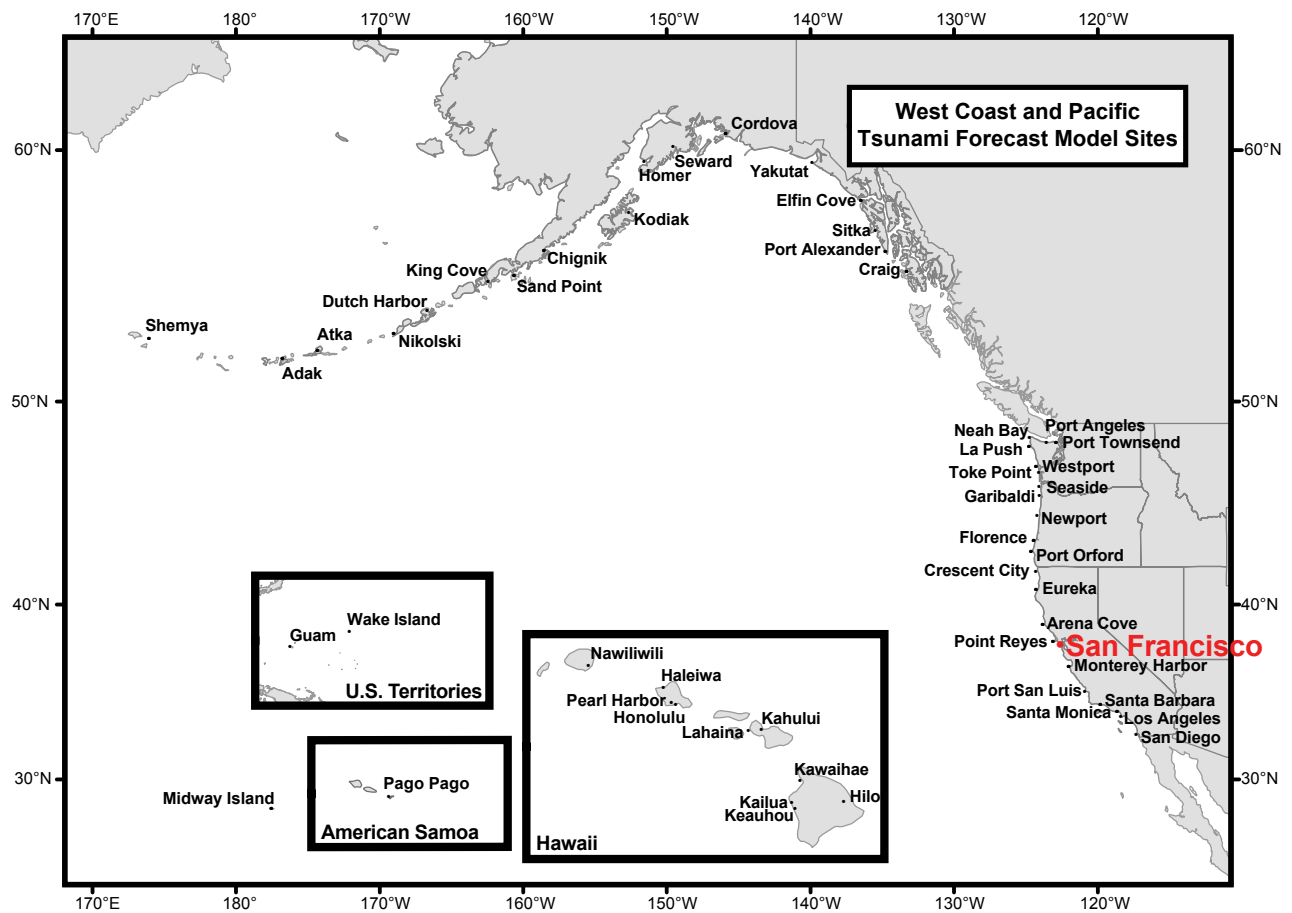 170°E 180° 170°W 160°W 150°W 140°W 130°W 120°W
West Coast and Pacific
Tsunami Forecast Model Sites
Cordova
60°N 60°N
Seward
Homer
Yakutat
Elfin Cove
Kodiak
Sitka
Port Alexander
Chignik
Craig
King Cove
Sand Point
Dutch Harbor
Shemya
Atka
Nikolski
Adak
50°N 50°N
Port Angeles
Neah Bay
Port Townsend
La Push
Westport
Toke Point
Seaside
Garibaldi
Newport
Florence
Port Orford
Crescent City
Eureka
40°N 40°N
Wake Island
Arena Cove
Guam
Point Reyes
San Francisco
Nawiliwili
Monterey Harbor
Haleiwa
U.S. Territories
Port San Luis
Pearl Harbor
Santa Barbara
Santa Monica
Honolulu
Kahului
Los Angeles
Lahaina
San Diego
Kawaihae
30°N 30°N
Pago Pago
Midway Island
Hilo
Kailua
Keauhou
American Samoa
Hawaii
170°E 180° 170°W 160°W 150°W 140°W 130°W 120°W